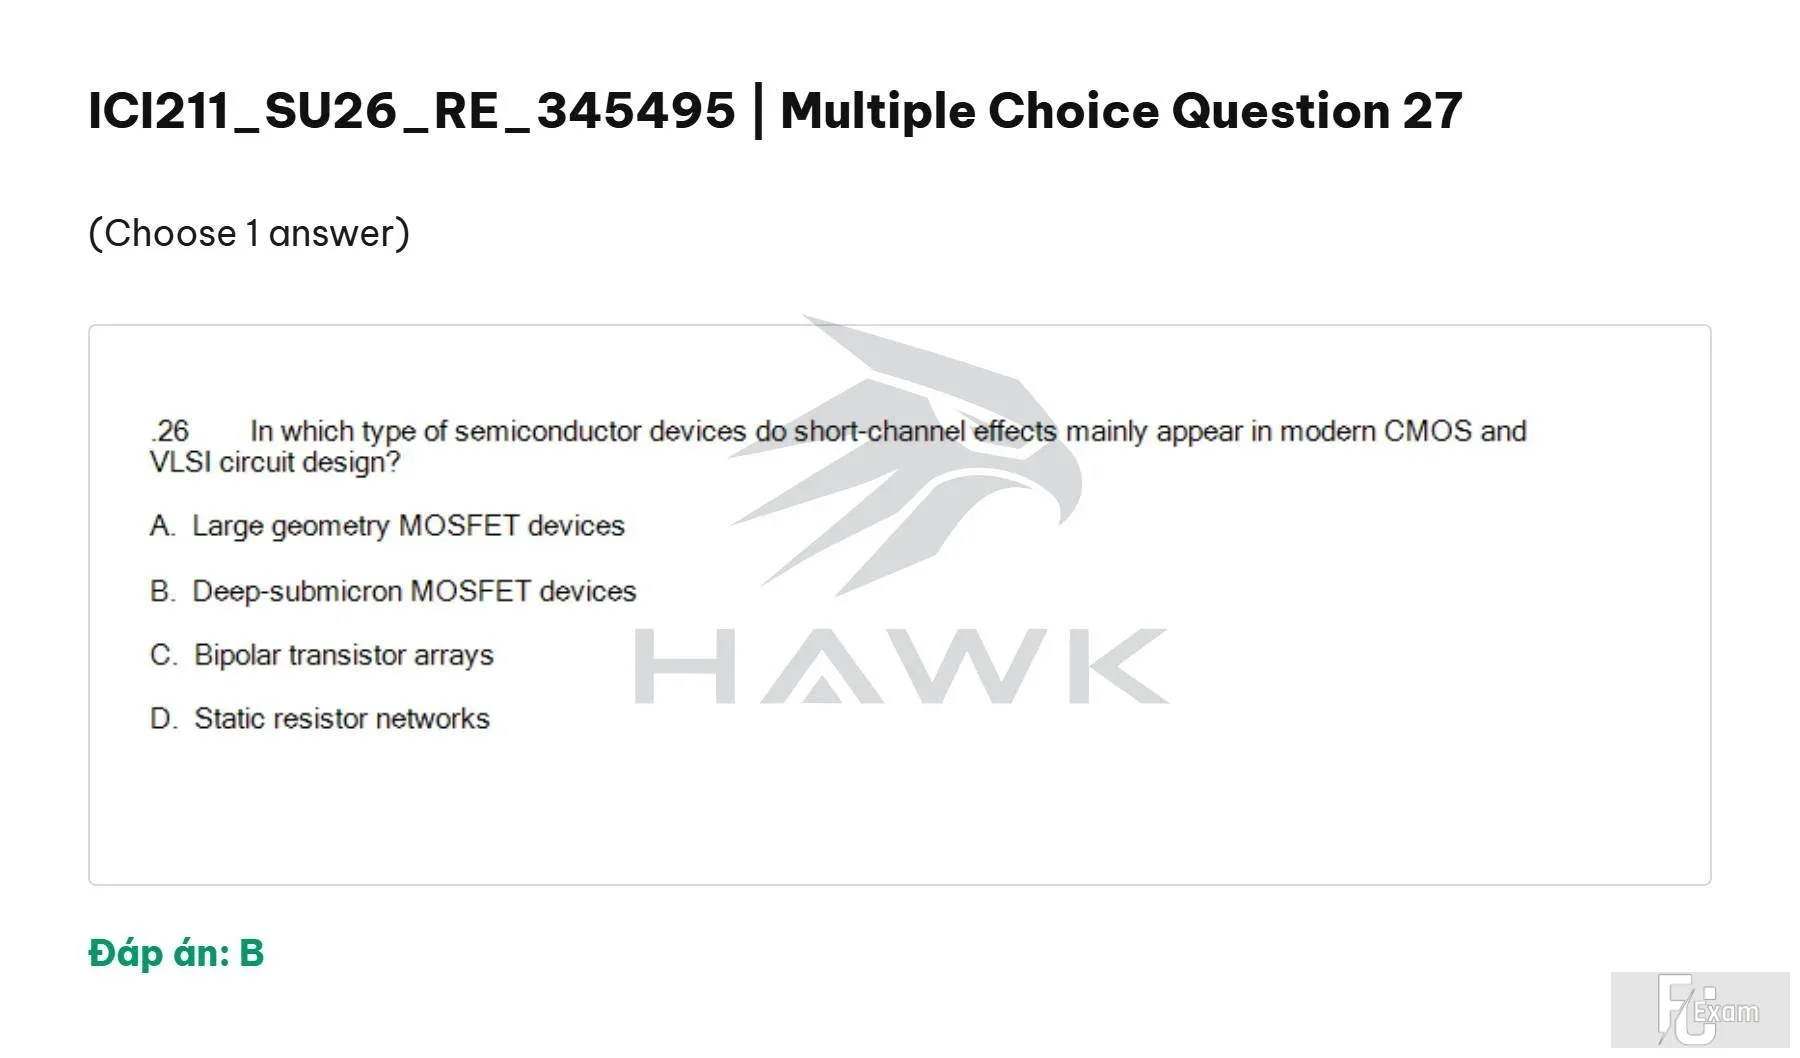 ICI211_SU26_RE_345495 | Multiple Choice Question 27
(Choose 1 answer)
.26 In which type of semiconductor devices do short-channel effects mainly appear in modern CMOS and
VLSI circuit design?
A. Large geometry MOSFET devices
B. Deep-submicron MOSFET devices
C. Bipolar transistor arrays
D. Static resistor networks
HAWK
Đáp án: B
FU Exam